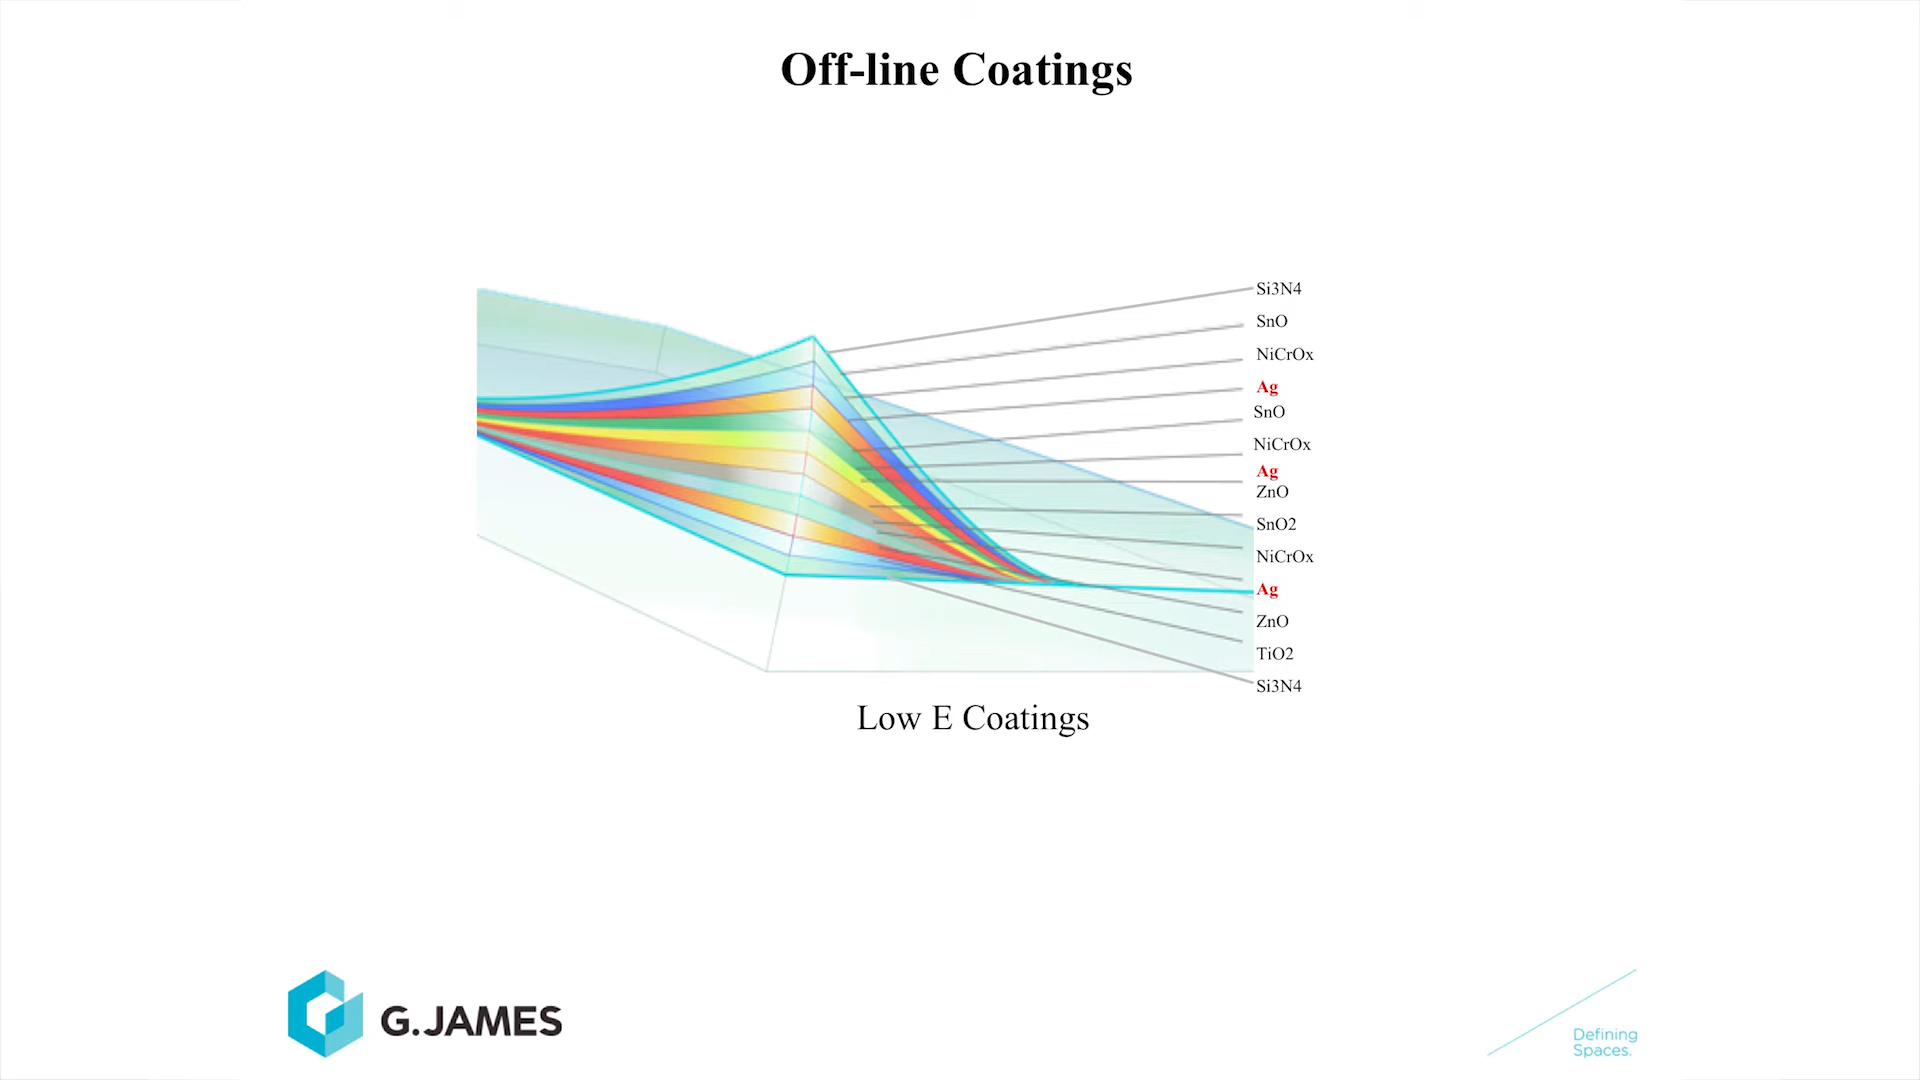 Off-line Coatings
Si3N4
SnO
NiCrOx
Ag
SnO
NiCrOx
Ag
ZnO
SnO2
NiCrOx
Ag
ZnO
TiO2
Si3N4
Low E Coatings
G.JAMES
Defining
Spaces.